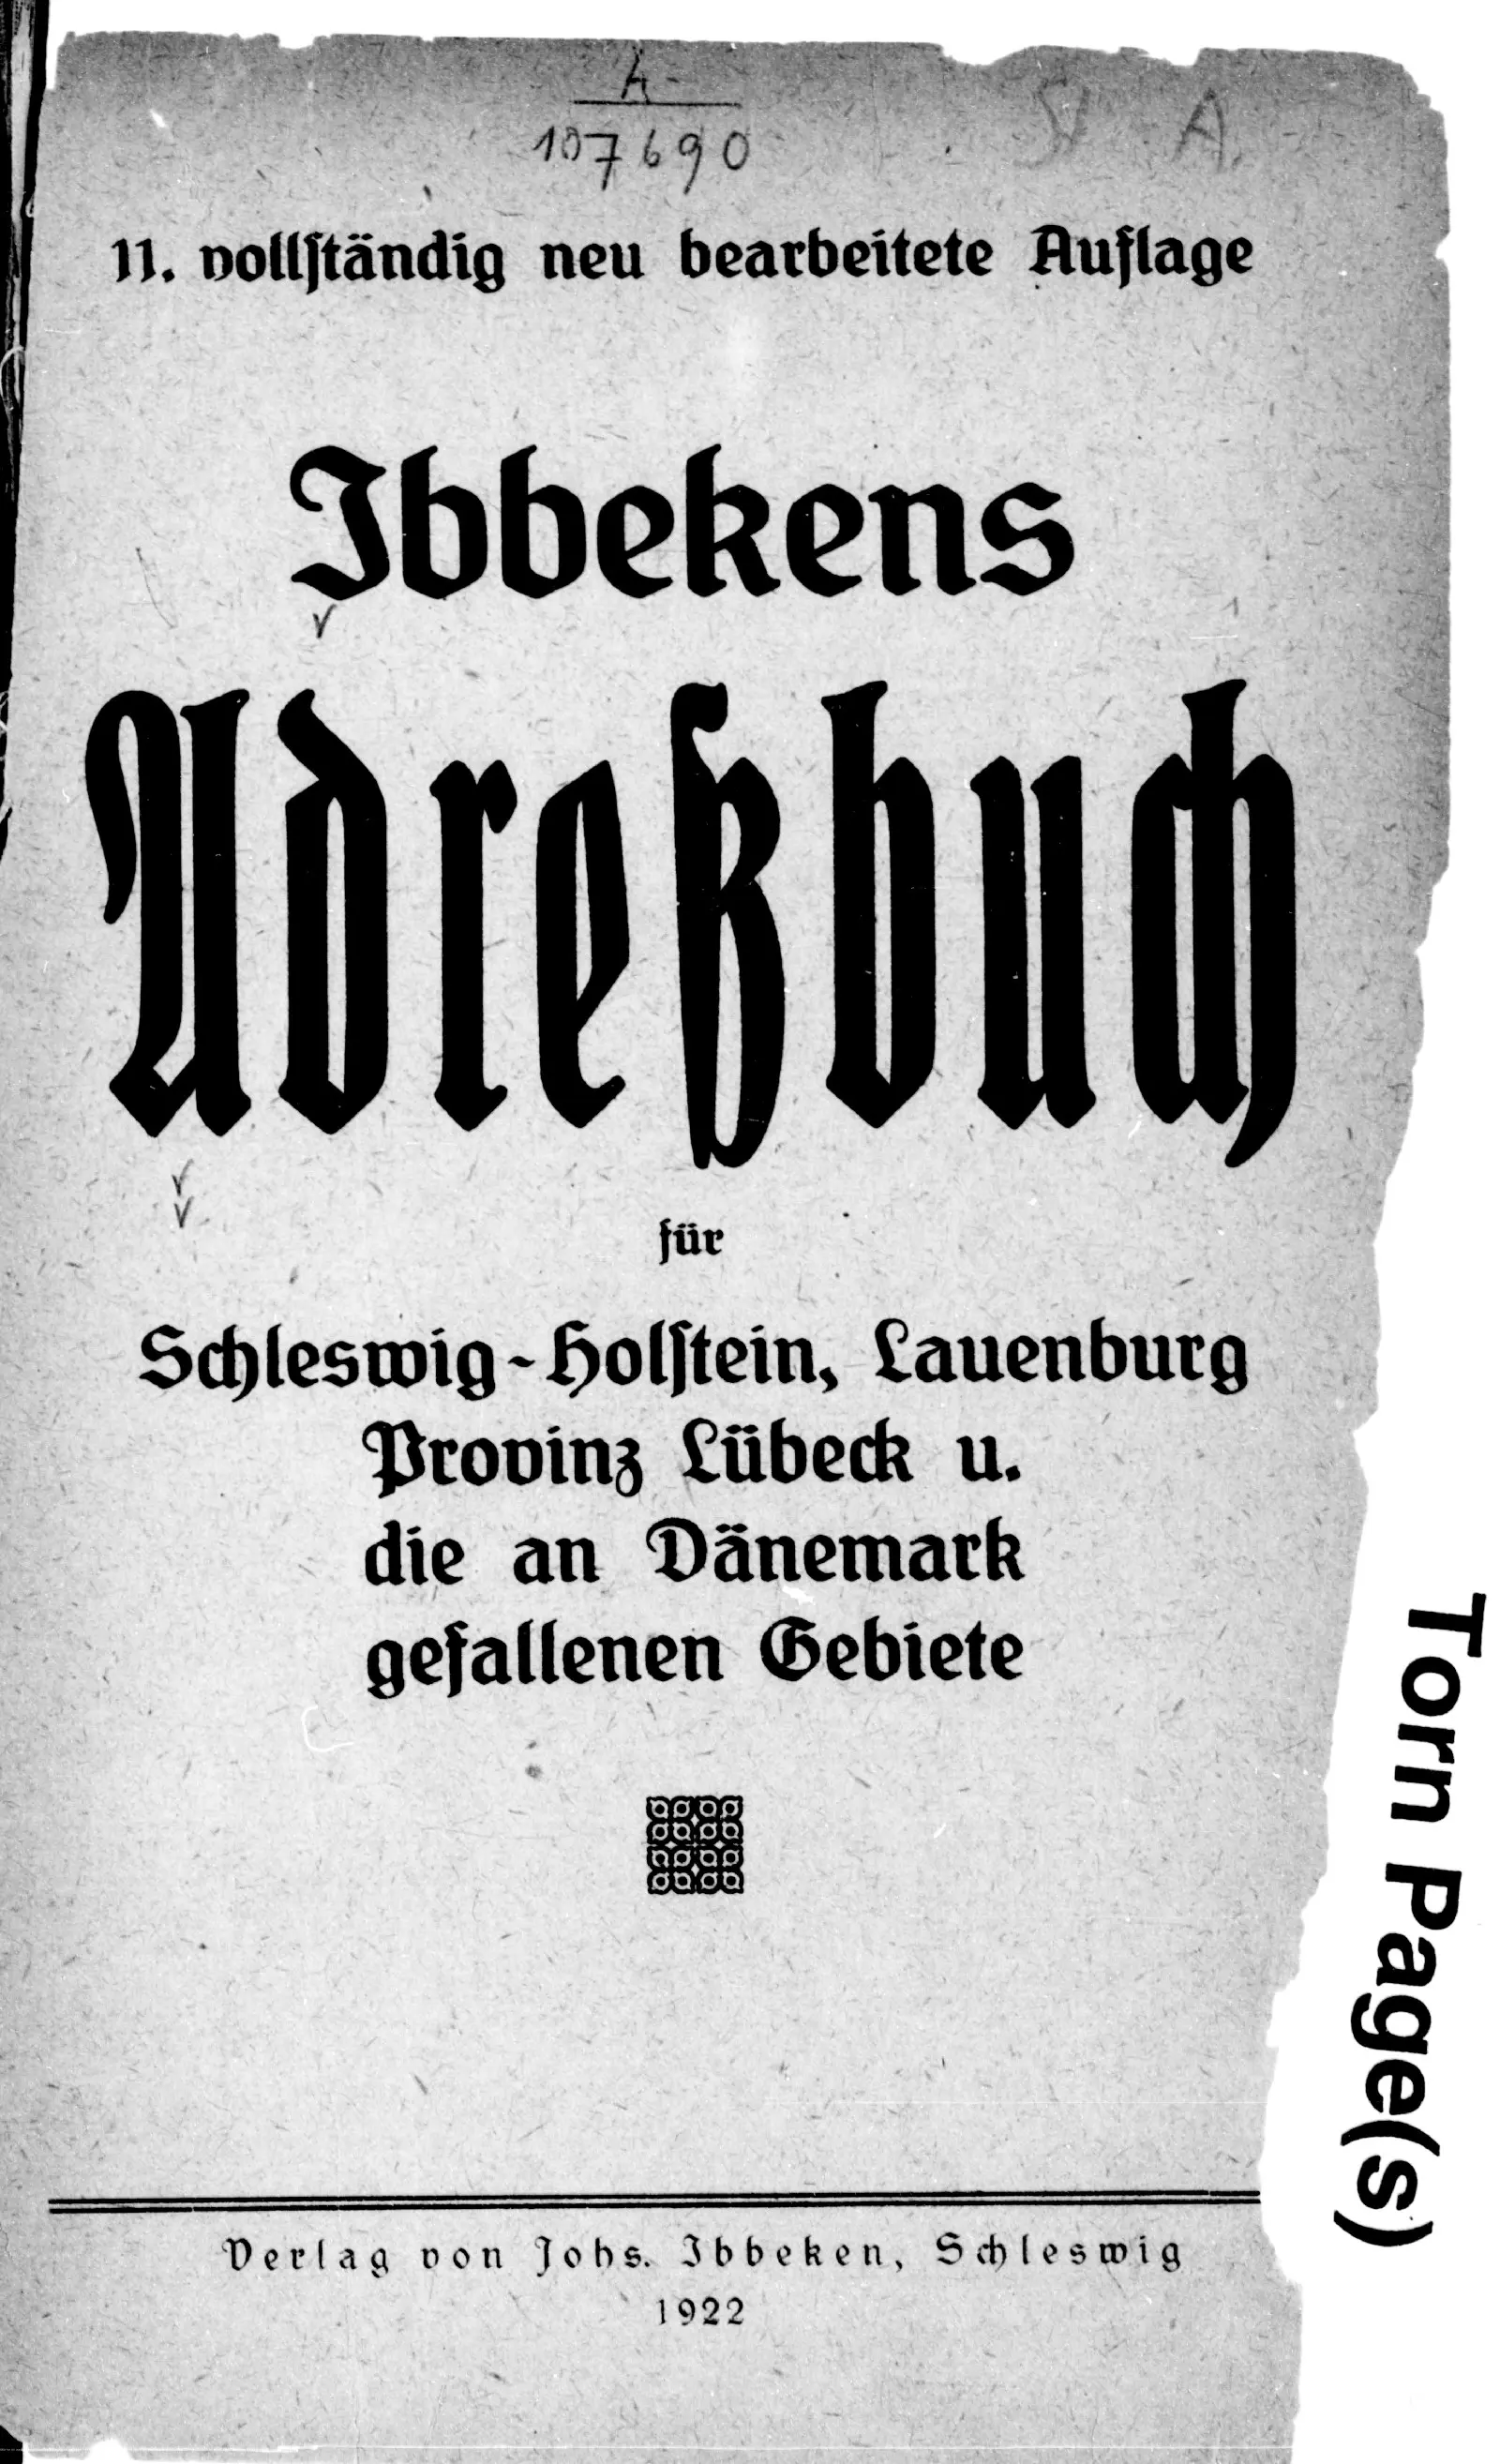 A-
107690
11. vollständig neu bearbeitete Auflage
Ibbekens
Adreßbuch
für
Schleswig-Holstein, Lauenburg
Provinz Lübeck u.
die an Dänemark
gefallenen Gebiete
Verlag von Johs. Ibbeken, Schleswig
1922
Torn Page(s)